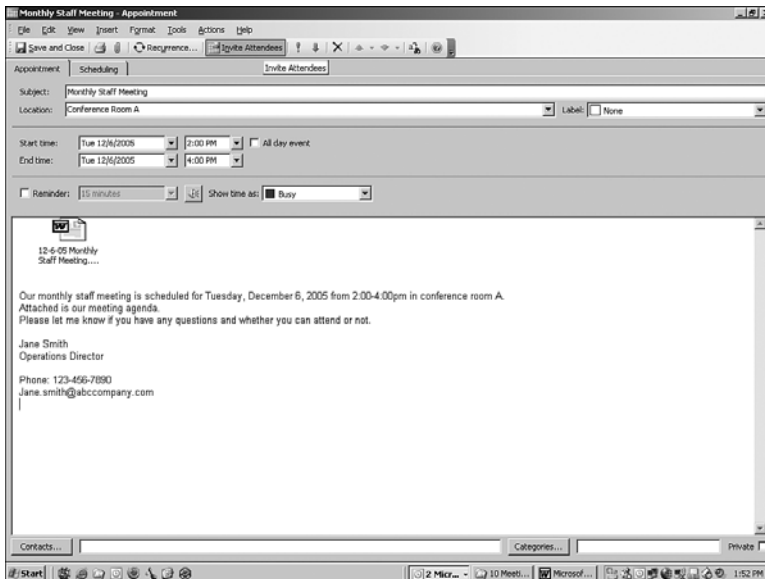 Monthly Staff Meeting - Appointment
File Edit View Insert Format Tools Actions Help
Save and Close Recurrence... Invite Attendees
Appointment Scheduling Invite Attendees
Subject: Monthly Staff Meeting
Location: Conference Room A Label: None
Start time: Tue 12/6/2005 2:00 PM All day event
End time: Tue 12/6/2005 4:00 PM
Reminder: 15 minutes Show time as: Busy
12-6-05 Monthly
Staff Meeting....
Our monthly staff meeting is scheduled for Tuesday, December 6, 2005 from 2:00-4:00pm in conference room A.
Attached is our meeting agenda.
Please let me know if you have any questions and whether you can attend or not.
Jane Smith
Operations Director
Phone: 123-456-7890
Jane.smith@abccompany.com
Contacts... Categories... Private
Start 2 Micr... 10 Meeti... Microsof... 1:52 PM